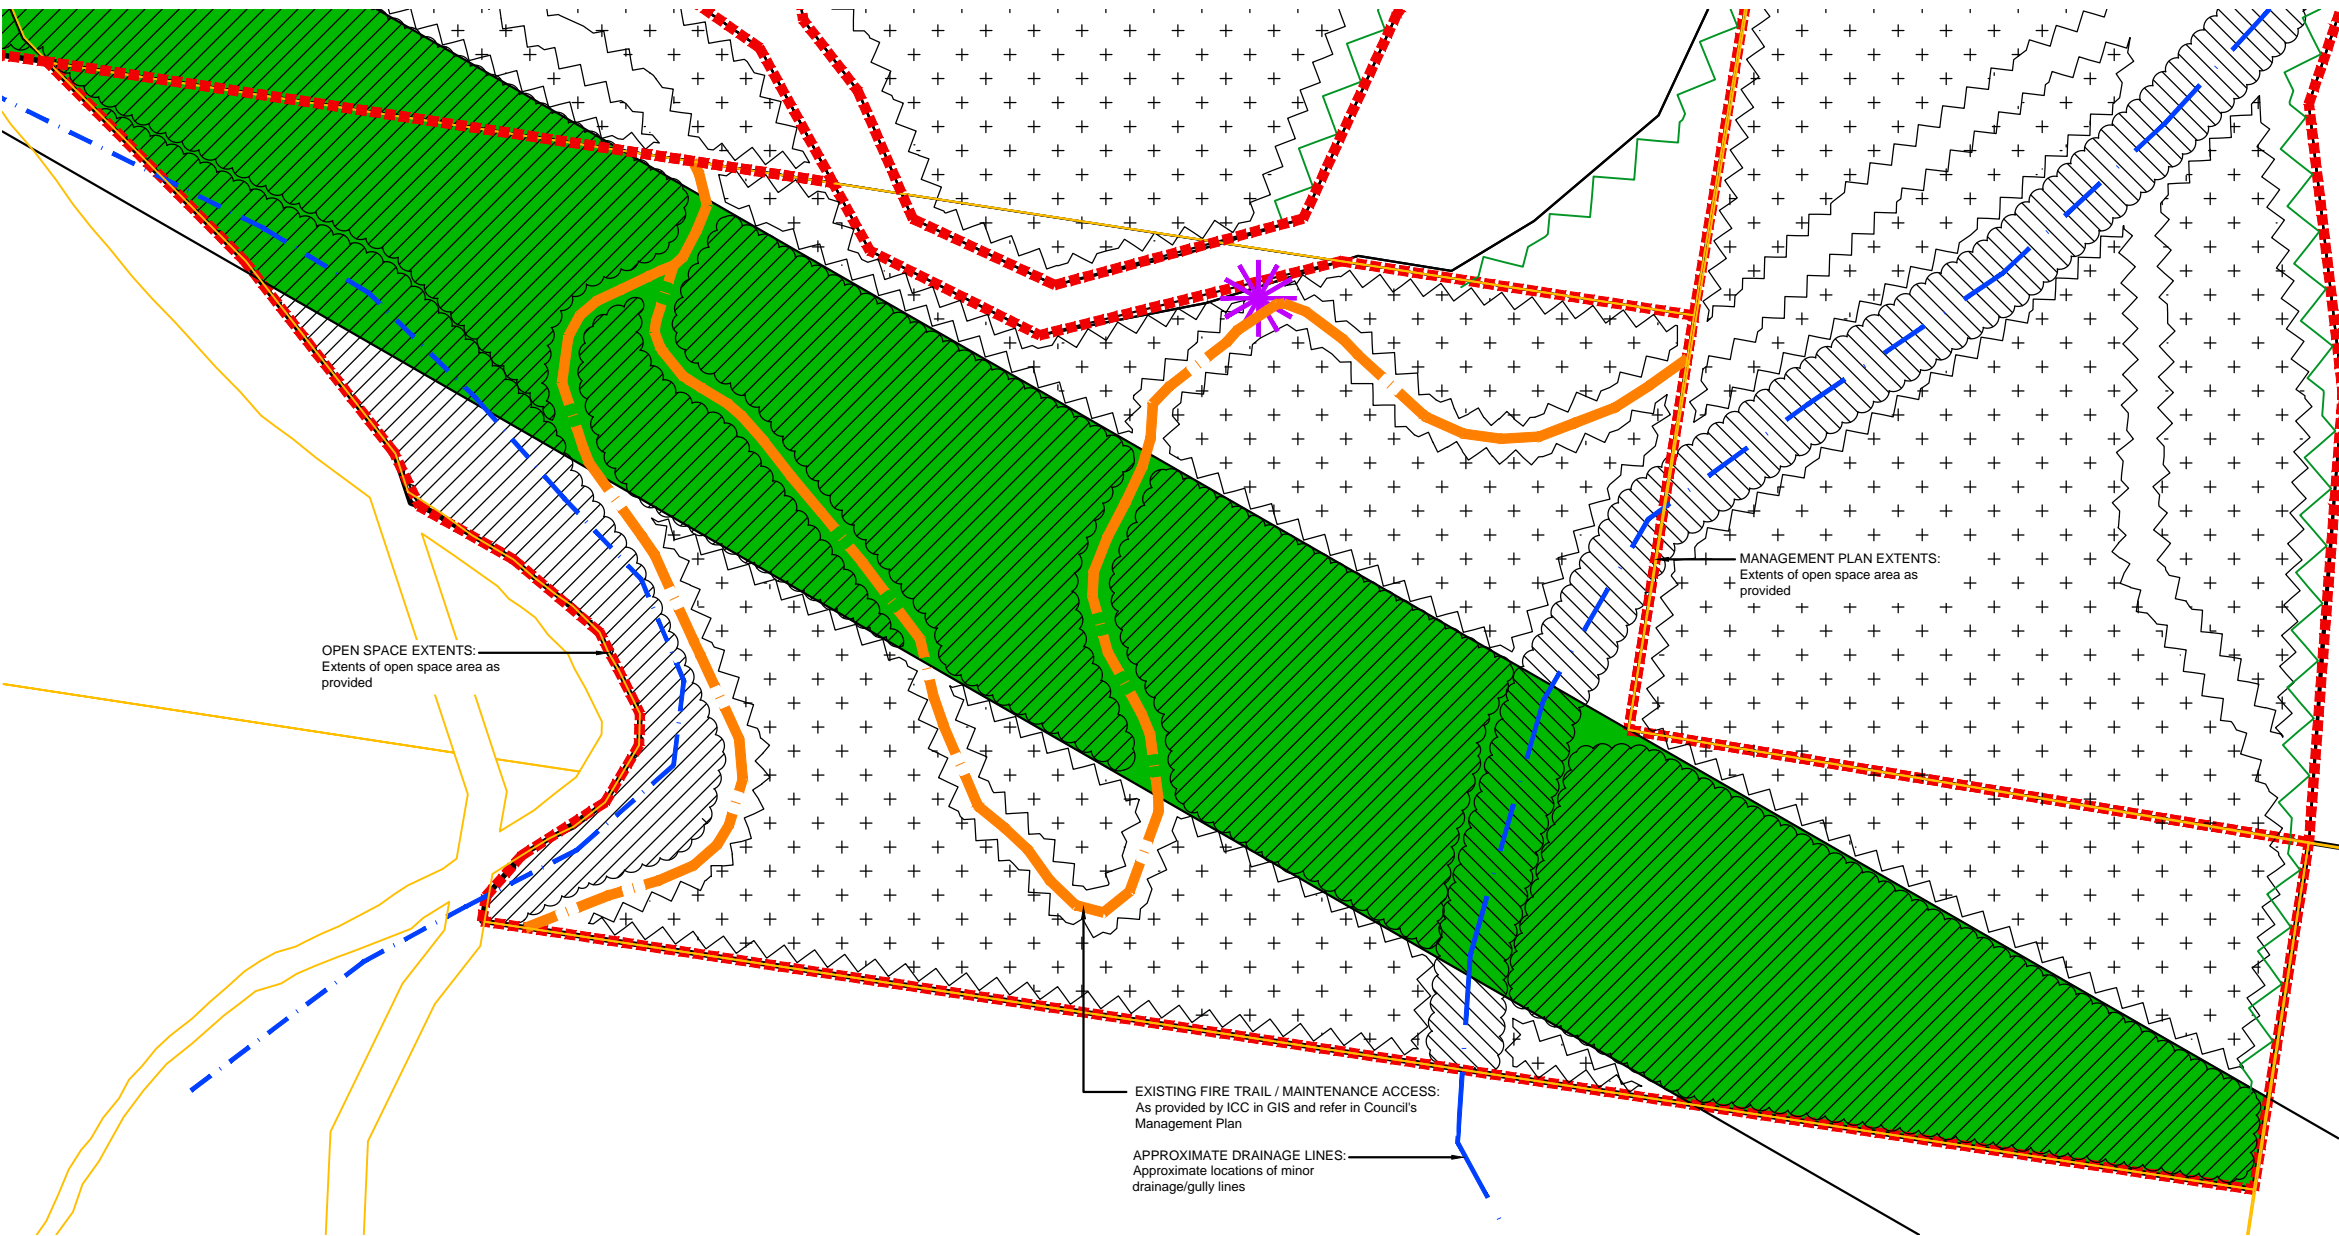 MANAGEMENT PLAN EXTENTS:
Extents of open space area as
provided
OPEN SPACE EXTENTS:
Extents of open space area as
provided
EXISTING FIRE TRAIL / MAINTENANCE ACCESS:
As provided by ICC in GIS and refer in Council's
Management Plan
APPROXIMATE DRAINAGE LINES:
Approximate locations of minor
drainage/gully lines